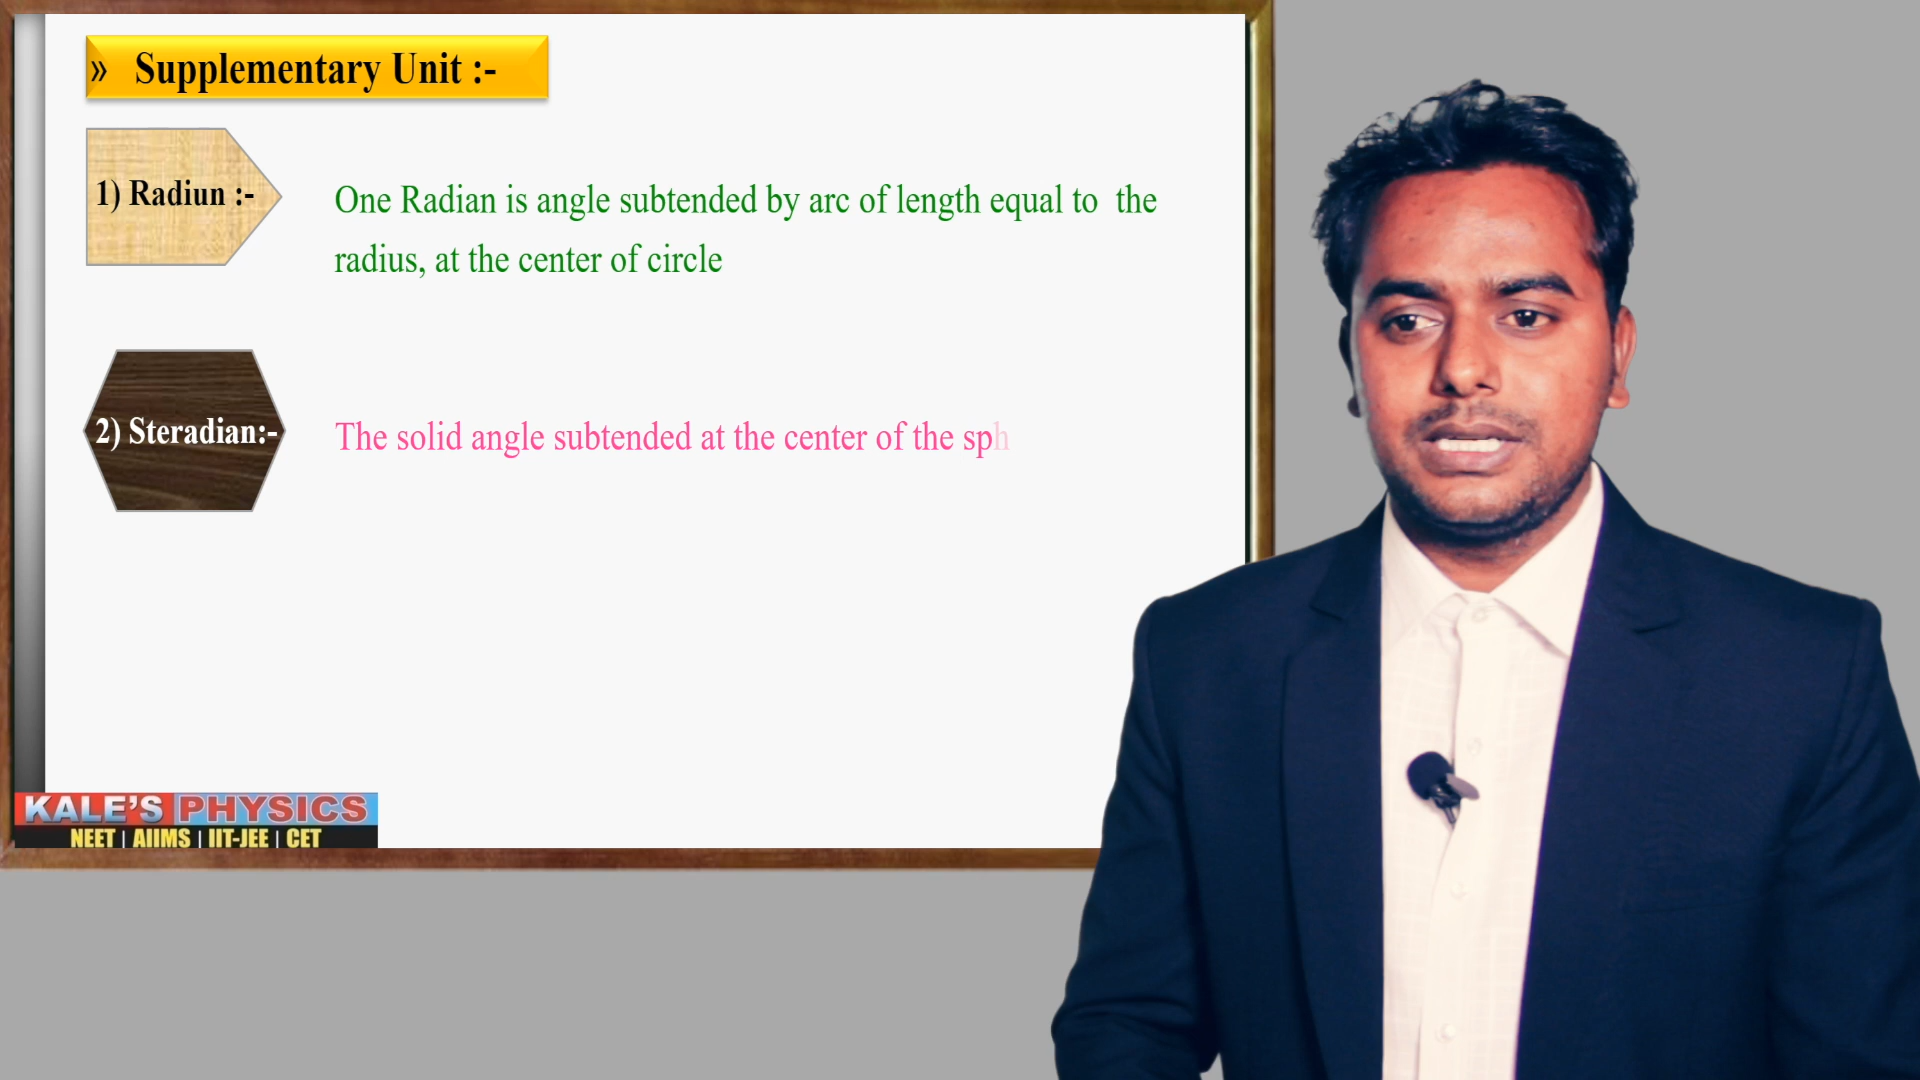 » Supplementary Unit :-
1) Radiun :-
One Radian is angle subtended by arc of length equal to the
radius, at the center of circle
2) Steradian:-
The solid angle subtended at the center of the sph
KALE'S PHYSICS
NEET | AIIMS | IIT-JEE | CET